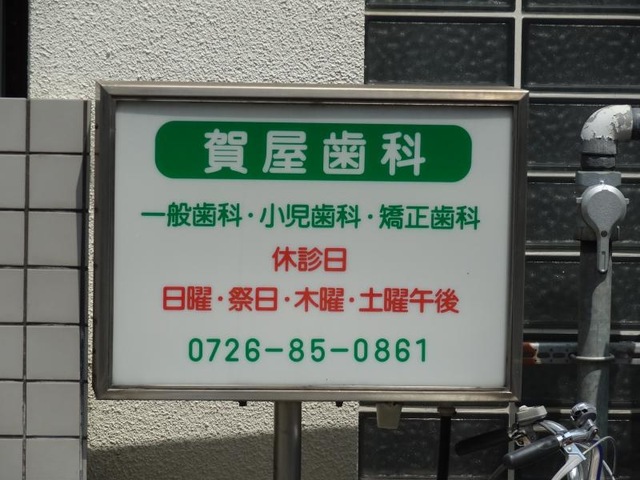 賀屋歯科
一般歯科・小児歯科・矯正歯科
休診日
日曜・祭日・木曜・土曜午後
0726-85-0861